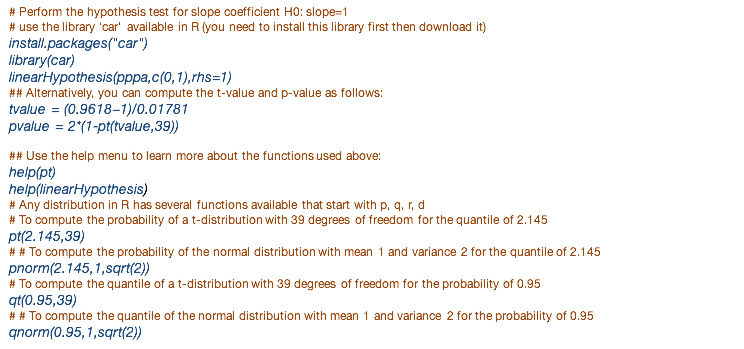 # Perform the hypothesis test for slope coefficient H0: slope=1
# use the library ‘car’ available in R (you need to install this library first then download it)
install.packages("car")
library(car)
linearHypothesis(pppa,c(0,1),rhs=1)
## Alternatively, you can compute the t-value and p-value as follows:
tvalue = (0.9618−1)/0.01781
pvalue = 2*(1-pt(tvalue,39))
## Use the help menu to learn more about the functions used above:
help(pt)
help(linearHypothesis)
# Any distribution in R has several functions available that start with p, q, r, d
# To compute the probability of a t-distribution with 39 degrees of freedom for the quantile of 2.145
pt(2.145,39)
# # To compute the probability of the normal distribution with mean 1 and variance 2 for the quantile of 2.145
pnorm(2.145,1,sqrt(2))
# To compute the quantile of a t-distribution with 39 degrees of freedom for the probability of 0.95
qt(0.95,39)
# # To compute the quantile of the normal distribution with mean 1 and variance 2 for the probability of 0.95
qnorm(0.95,1,sqrt(2))